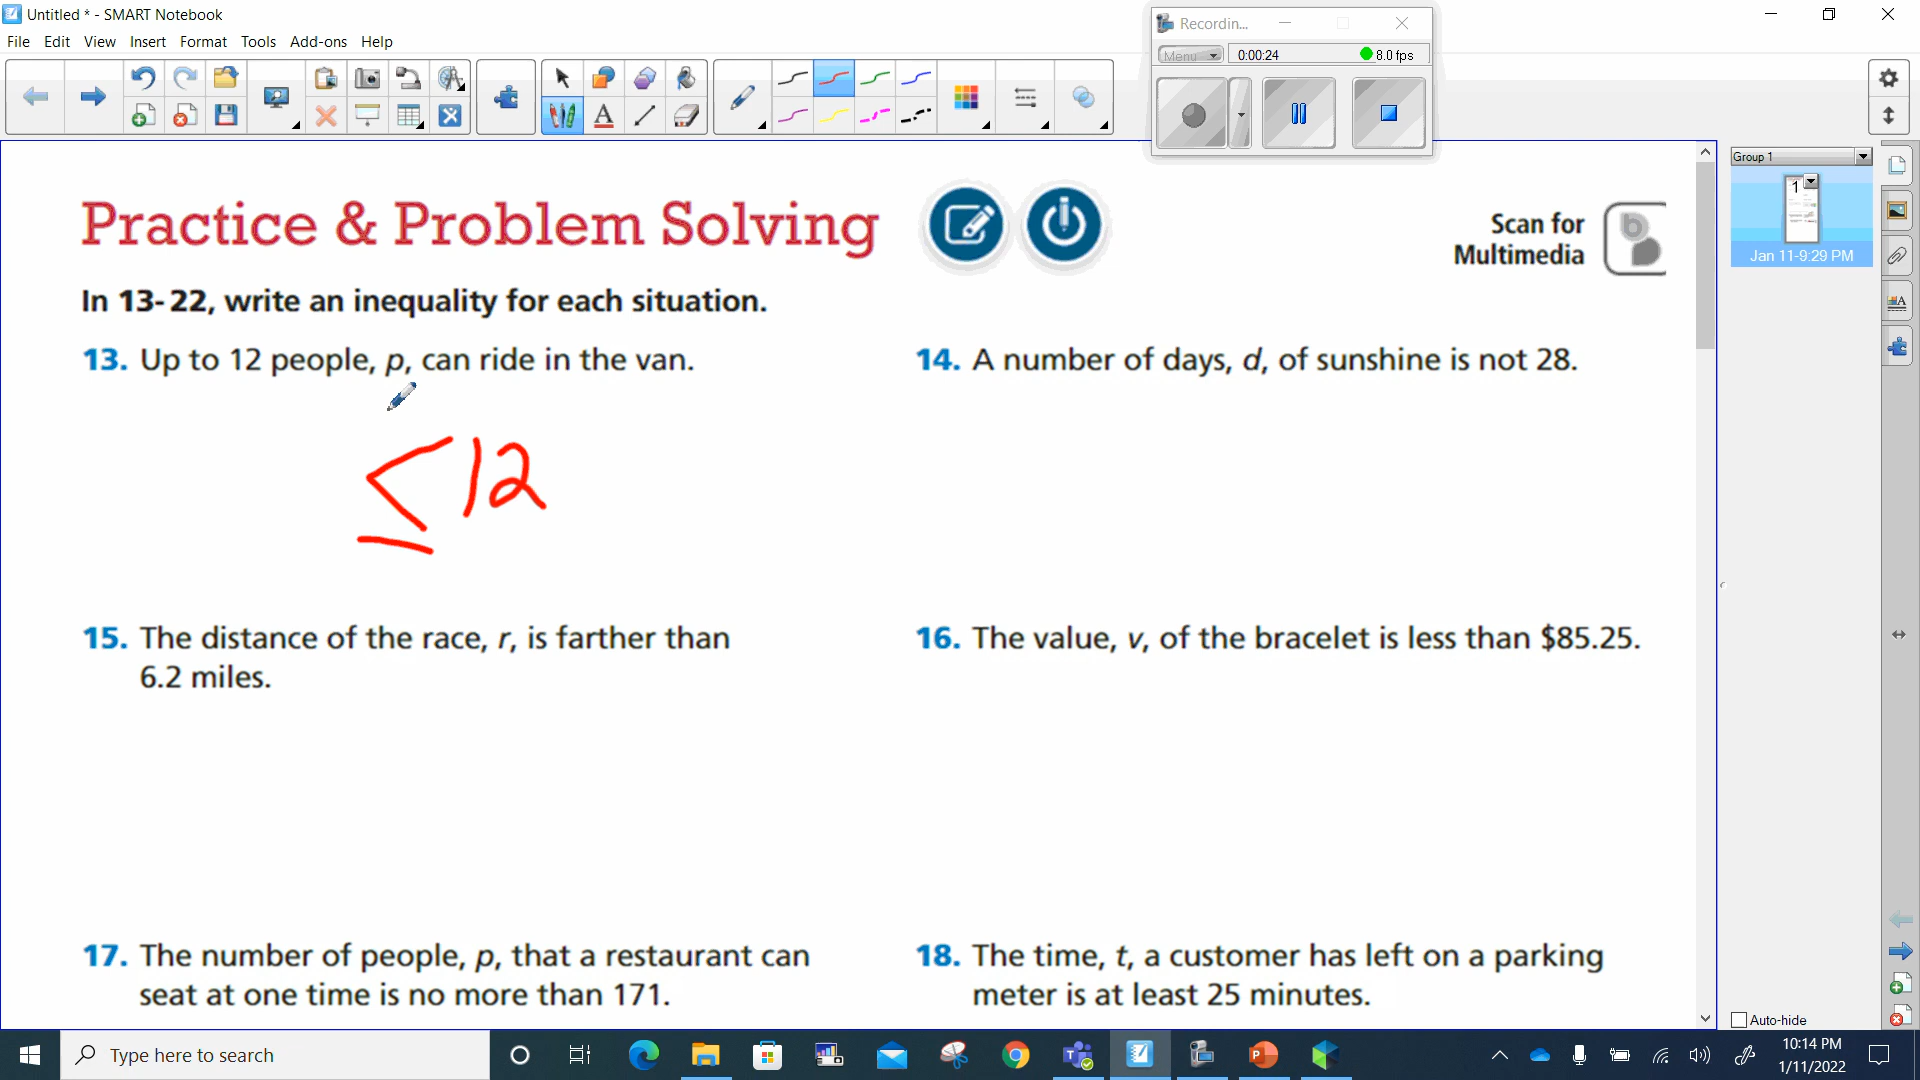 Untitled * - SMART Notebook
File Edit View Insert Format Tools Add-ons Help
Recordin...
Menu 0:00:24 8.0 fps
Group 1
1
Jan 11-9:29 PM
Practice & Problem Solving
Scan for
Multimedia
In 13-22, write an inequality for each situation.
13. Up to 12 people, p, can ride in the van.
≤ 12
14. A number of days, d, of sunshine is not 28.
15. The distance of the race, r, is farther than
6.2 miles.
16. The value, v, of the bracelet is less than $85.25.
17. The number of people, p, that a restaurant can
seat at one time is no more than 171.
18. The time, t, a customer has left on a parking
meter is at least 25 minutes.
Auto-hide
Type here to search
10:14 PM
1/11/2022